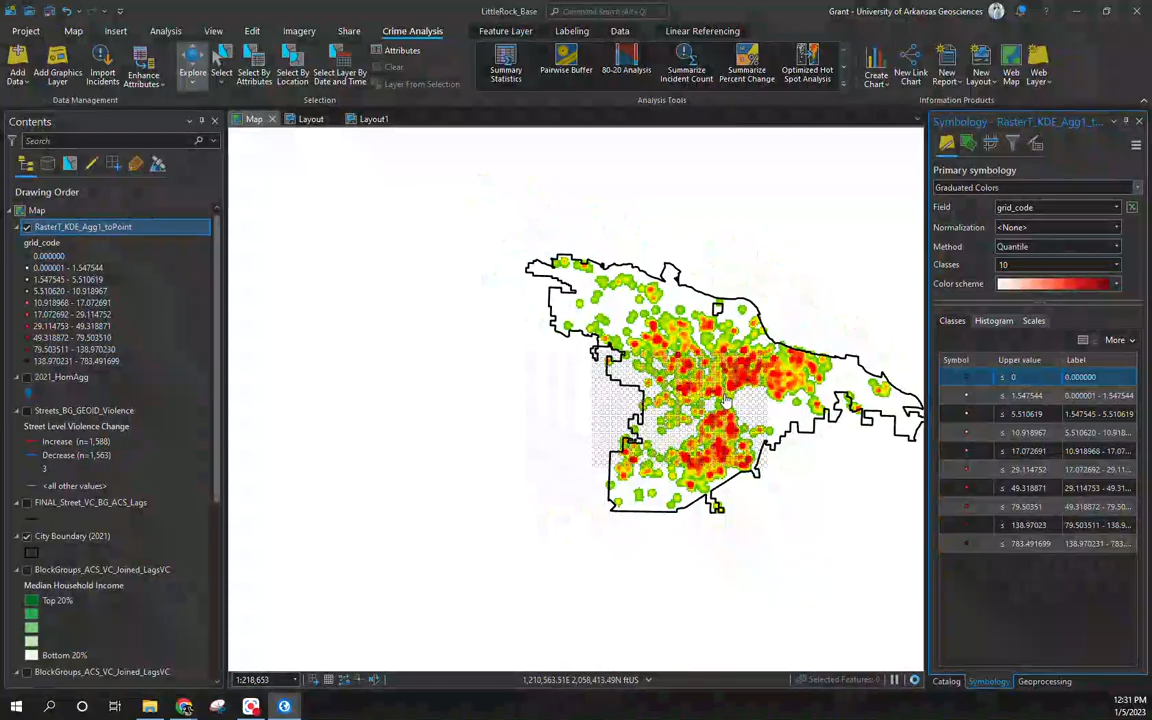 LittleRock_Base
Command Search (Alt+Q)
Grant - University of Arkansas Geosciences
Project Map Insert Analysis View Edit Imagery Share Crime Analysis Feature Layer Labeling Data Linear Referencing
Add Data
Add Graphics Layer
Import Incidents
Enhance Attributes
Data Management
Explore
Select
Select By Attributes
Select By Location
Select Layer By Date and Time
Attributes
Clear
Layer From Selection
Selection
Summary Statistics
Pairwise Buffer
80-20 Analysis
Summarize Incident Count
Summarize Percent Change
Optimized Hot Spot Analysis
Analysis Tools
Create Chart
New Link Chart
New Report
New Layout
Web Map
Web Layer
Information Products
Contents
Search
Drawing Order
Map
RasterT_KDE_Agg1_toPoint
grid_code
0.000000
0.000001 - 1.547544
1.547545 - 5.510619
5.510620 - 10.918967
10.918968 - 17.072691
17.072692 - 29.114752
29.114753 - 49.318871
49.318872 - 79.503510
79.503511 - 138.970230
138.970231 - 783.491699
2021_HomAgg
Streets_BG_GEOID_Violence
Street Level Violence Change
Increase (n=1,588)
Decrease (n=1,563)
3
<all other values>
FINAL_Street_VC_BG_ACS_Lags
City Boundary (2021)
BlockGroups_ACS_VC_Joined_LagsVC
Median Household Income
Top 20%
Bottom 20%
BlockGroups_ACS_VC_Joined_LagsVC
Map Layout Layout1
1:218,653
1,210,563.51E 2,058,413.49N
Selected Features: 0
Symbology - RasterT_KDE_Agg1_to...
Primary symbology
Graduated Colors
Field grid_code
Normalization <None>
Method Quantile
Classes 10
Color scheme
Classes Histogram Scales
More
Symbol Upper value Label
≤ 0 0.000000
≤ 1.547544 0.000001 - 1.547544
≤ 5.510619 1.547545 - 5.510619
≤ 10.918967 5.510620 - 10.918...
≤ 17.072691 10.918968 - 17.07...
≤ 29.114752 17.072692 - 29.11...
≤ 49.318871 29.114753 - 49.31...
≤ 79.50351 49.318872 - 79.50...
≤ 138.97023 79.503511 - 138.9...
≤ 783.491699 138.970231 - 783....
Catalog Symbology Geoprocessing
12:31 PM
1/5/2023